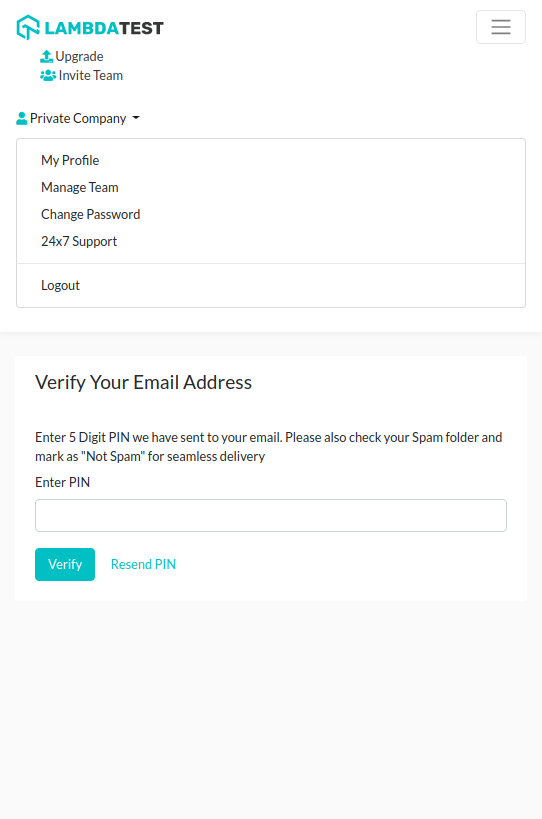 LAMBDATEST
Upgrade
Invite Team
Private Company
My Profile
Manage Team
Change Password
24x7 Support
Logout
Verify Your Email Address
Enter 5 Digit PIN we have sent to your email. Please also check your Spam folder and
mark as "Not Spam" for seamless delivery
Enter PIN
Verify Resend PIN